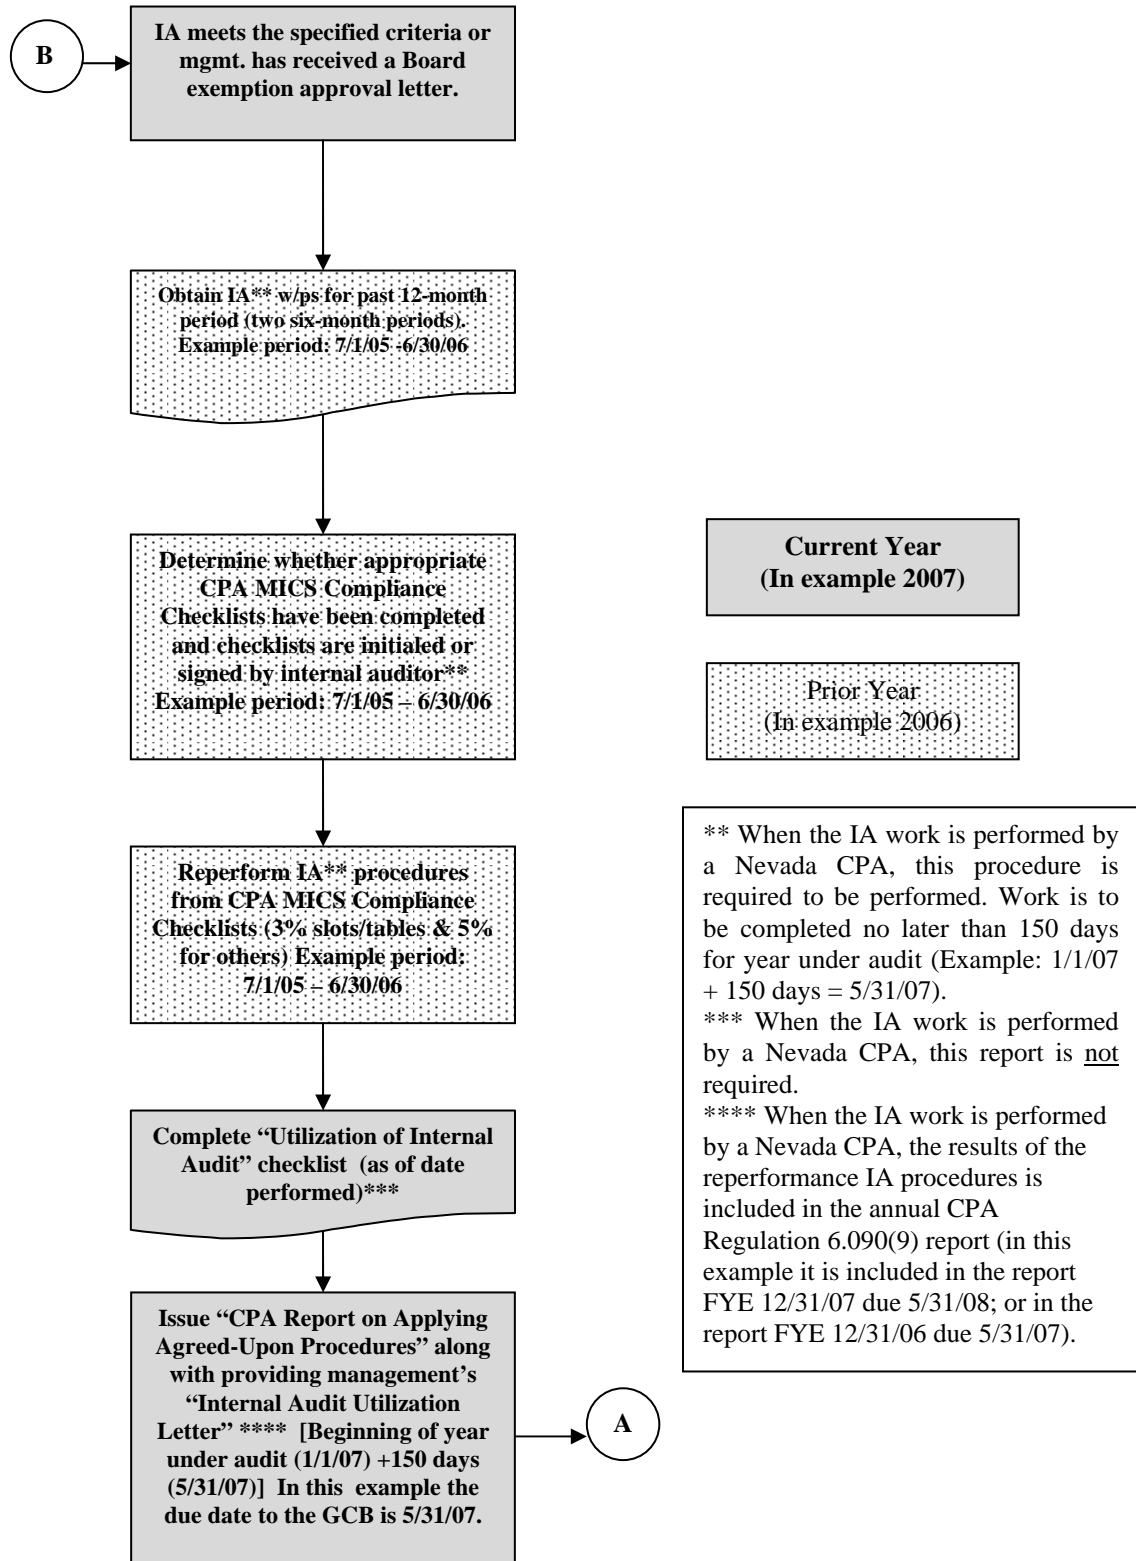 B
IA meets the specified criteria or
mgmt. has received a Board
exemption approval letter.
Obtain IA** w/ps for past 12-month
period (two six-month periods).
Example period: 7/1/05 -6/30/06
Determine whether appropriate
CPA MICS Compliance
Checklists have been completed
and checklists are initialed or
signed by internal auditor**
Example period: 7/1/05 – 6/30/06
Reperform IA** procedures
from CPA MICS Compliance
Checklists (3% slots/tables & 5%
for others) Example period:
7/1/05 – 6/30/06
Complete “Utilization of Internal
Audit” checklist (as of date
performed)***
Issue “CPA Report on Applying
Agreed-Upon Procedures” along
with providing management’s
“Internal Audit Utilization
Letter” **** [Beginning of year
under audit (1/1/07) +150 days
(5/31/07)] In this example the
due date to the GCB is 5/31/07.
A
Current Year
(In example 2007)
Prior Year
(In example 2006)
** When the IA work is performed by
a Nevada CPA, this procedure is
required to be performed. Work is to
be completed no later than 150 days
for year under audit (Example: 1/1/07
+ 150 days = 5/31/07).
*** When the IA work is performed
by a Nevada CPA, this report is not
required.
**** When the IA work is performed
by a Nevada CPA, the results of the
reperformance IA procedures is
included in the annual CPA
Regulation 6.090(9) report (in this
example it is included in the report
FYE 12/31/07 due 5/31/08; or in the
report FYE 12/31/06 due 5/31/07).